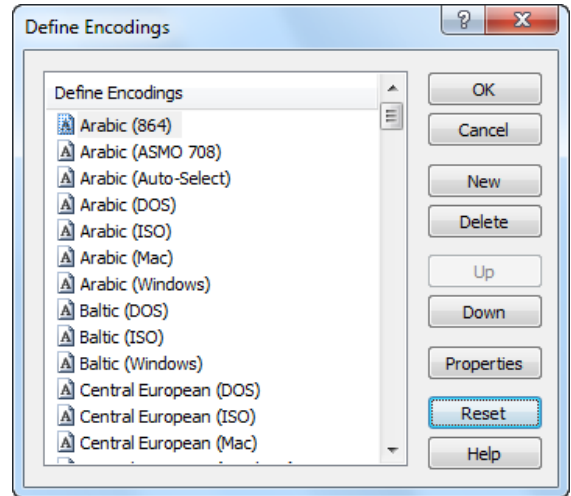 Define Encodings
Define Encodings
Arabic (864)
Arabic (ASMO 708)
Arabic (Auto-Select)
Arabic (DOS)
Arabic (ISO)
Arabic (Mac)
Arabic (Windows)
Baltic (DOS)
Baltic (ISO)
Baltic (Windows)
Central European (DOS)
Central European (ISO)
Central European (Mac)
OK
Cancel
New
Delete
Up
Down
Properties
Reset
Help